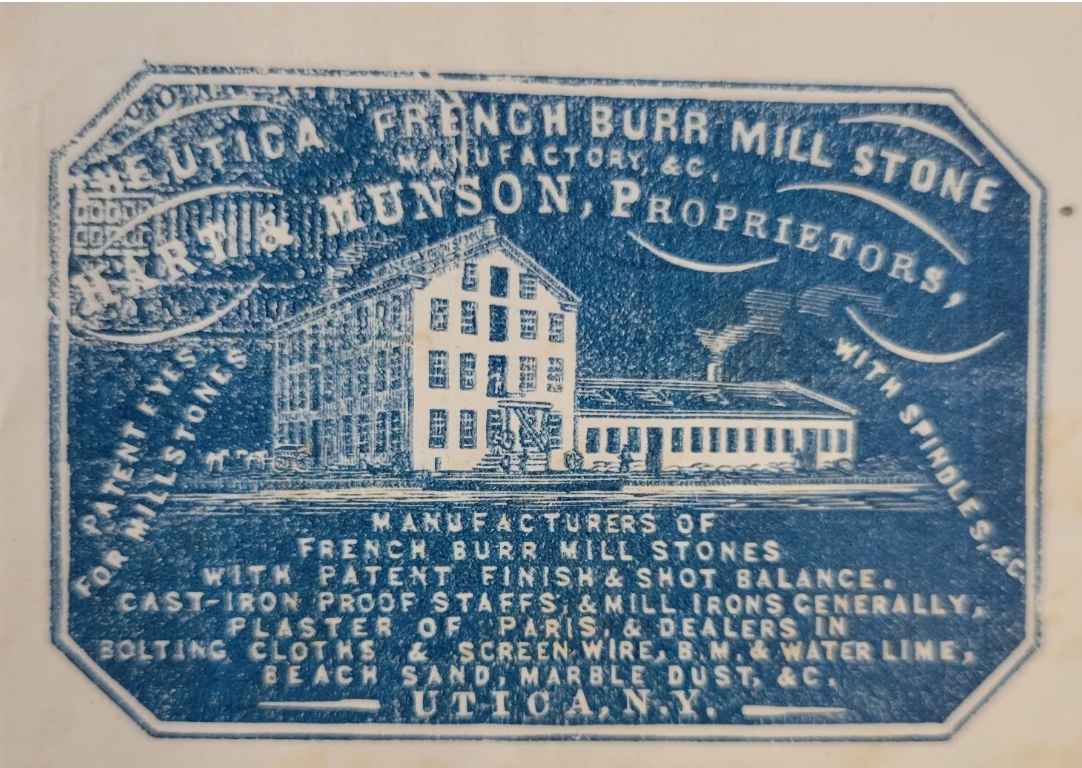 THE UTICA FRENCH BURR MILL STONE
MANUFACTORY, &C.
HART & MUNSON, PROPRIETORS,
PATENT EYES
FOR MILLSTONES
WITH SPINDLES, &C.
MANUFACTURERS OF
FRENCH BURR MILL STONES
WITH PATENT FINISH & SHOT BALANCE.
CAST-IRON PROOF STAFFS, & MILL IRONS GENERALLY,
PLASTER OF PARIS, & DEALERS IN
BOLTING CLOTHS & SCREEN WIRE, B.M. & WATER LIME,
BEACH SAND, MARBLE DUST, &C.
UTICA, N.Y.